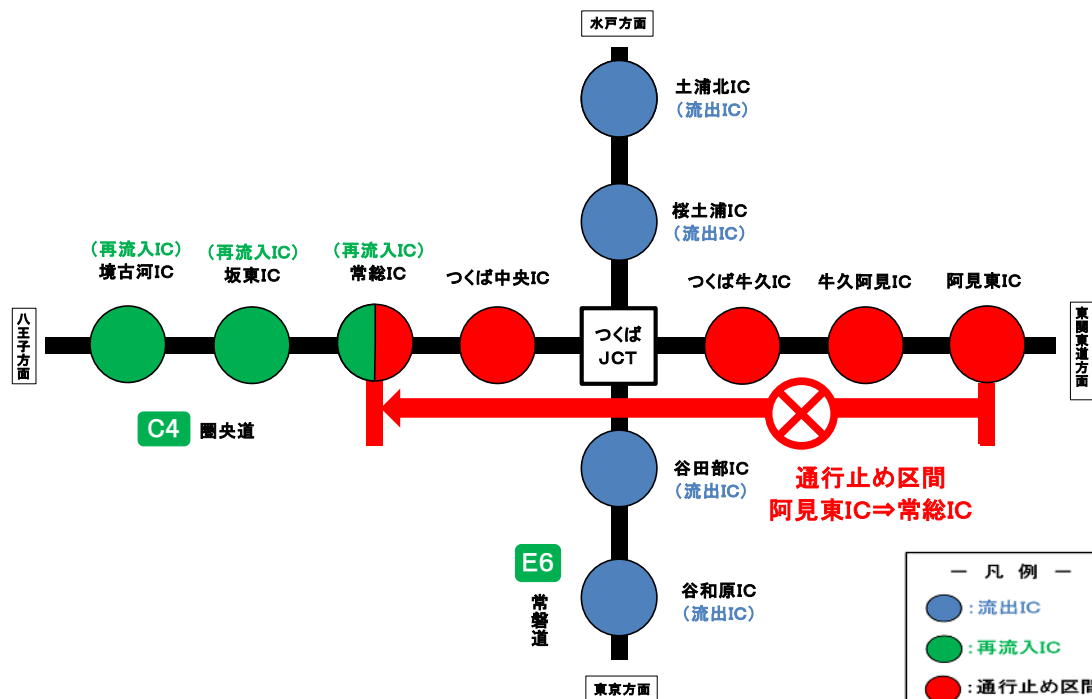 水戸方面
土浦北IC
(流出IC)
桜土浦IC
(流出IC)
(再流入IC)
境古河IC
(再流入IC)
坂東IC
(再流入IC)
常総IC
つくば中央IC
つくば牛久IC
牛久阿見IC
阿見東IC
八王子方面
つくば
JCT
東関東道方面
C4 圏央道
谷田部IC
(流出IC)
通行止め区間
阿見東IC⇒常総IC
E6
常磐道
谷和原IC
(流出IC)
東京方面
— 凡 例 —
:流出IC
:再流入IC
:通行止め区間